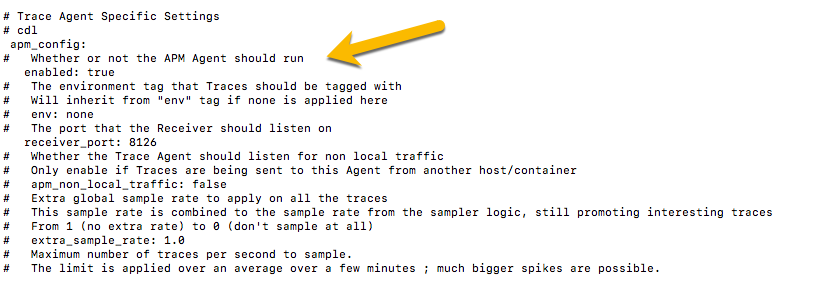 # Trace Agent Specific Settings
# cdl
 apm_config:
#   Whether or not the APM Agent should run
   enabled: true
#   The environment tag that Traces should be tagged with
#   Will inherit from "env" tag if none is applied here
#   env: none
#   The port that the Receiver should listen on
   receiver_port: 8126
#   Whether the Trace Agent should listen for non local traffic
#   Only enable if Traces are being sent to this Agent from another host/container
#   apm_non_local_traffic: false
#   Extra global sample rate to apply on all the traces
#   This sample rate is combined to the sample rate from the sampler logic, still promoting interesting traces
#   From 1 (no extra rate) to 0 (don't sample at all)
#   extra_sample_rate: 1.0
#   Maximum number of traces per second to sample.
#   The limit is applied over an average over a few minutes ; much bigger spikes are possible.